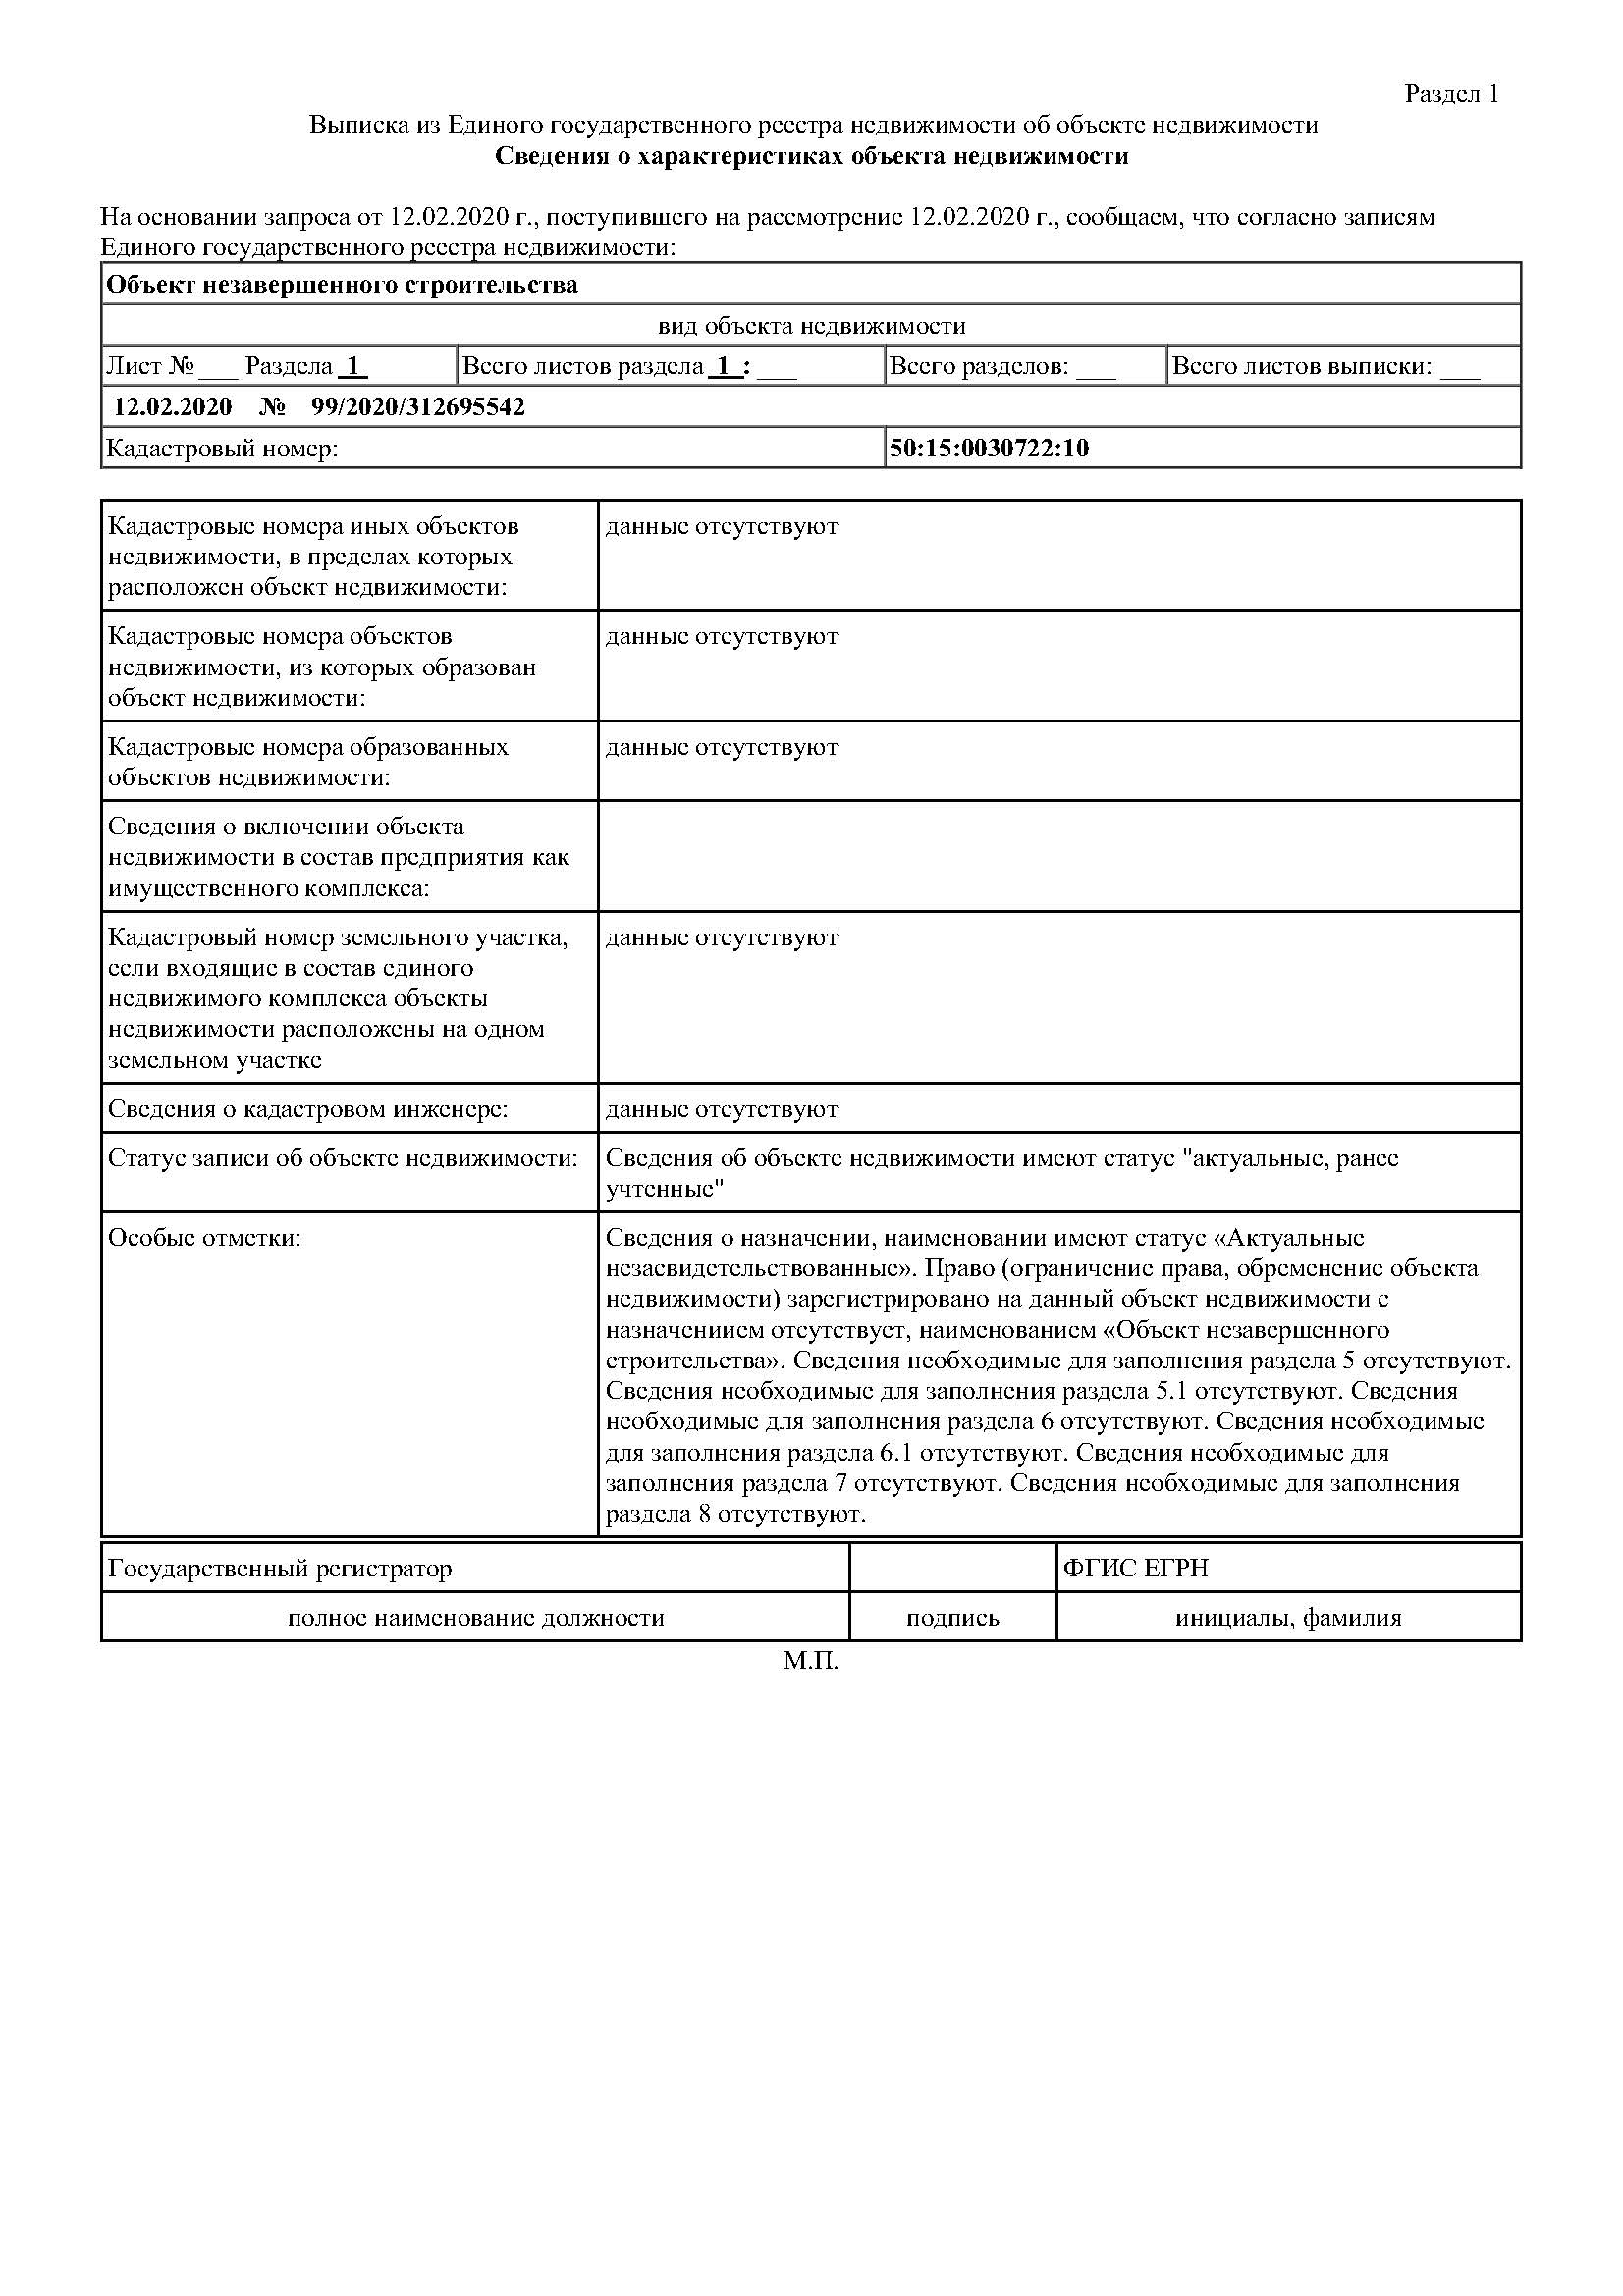 Раздел 1
Выписка из Единого государственного реестра недвижимости об объекте недвижимости
Сведения о характеристиках объекта недвижимости
На основании запроса от 12.02.2020 г., поступившего на рассмотрение 12.02.2020 г., сообщаем, что согласно записям
Единого государственного реестра недвижимости:
Объект незавершенного строительства
вид объекта недвижимости
Лист № ___ Раздела 1 Всего листов раздела 1 : ___ Всего разделов: ___ Всего листов выписки: ___
12.02.2020 № 99/2020/312695542
Кадастровый номер: 50:15:0030722:10
Кадастровые номера иных объектов
недвижимости, в пределах которых
расположен объект недвижимости:
данные отсутствуют
Кадастровые номера объектов
недвижимости, из которых образован
объект недвижимости:
данные отсутствуют
Кадастровые номера образованных
объектов недвижимости:
данные отсутствуют
Сведения о включении объекта
недвижимости в состав предприятия как
имущественного комплекса:
Кадастровый номер земельного участка,
если входящие в состав единого
недвижимого комплекса объекты
недвижимости расположены на одном
земельном участке
данные отсутствуют
Сведения о кадастровом инженере:
данные отсутствуют
Статус записи об объекте недвижимости:
Сведения об объекте недвижимости имеют статус "актуальные, ранее
учтенные"
Особые отметки:
Сведения о назначении, наименовании имеют статус «Актуальные
незасвидетельствованные». Право (ограничение права, обременение объекта
недвижимости) зарегистрировано на данный объект недвижимости с
назначениием отсутствует, наименованием «Объект незавершенного
строительства». Сведения необходимые для заполнения раздела 5 отсутствуют.
Сведения необходимые для заполнения раздела 5.1 отсутствуют. Сведения
необходимые для заполнения раздела 6 отсутствуют. Сведения необходимые
для заполнения раздела 6.1 отсутствуют. Сведения необходимые для
заполнения раздела 7 отсутствуют. Сведения необходимые для заполнения
раздела 8 отсутствуют.
Государственный регистратор ФГИС ЕГРН
полное наименование должности подпись инициалы, фамилия
М.П.